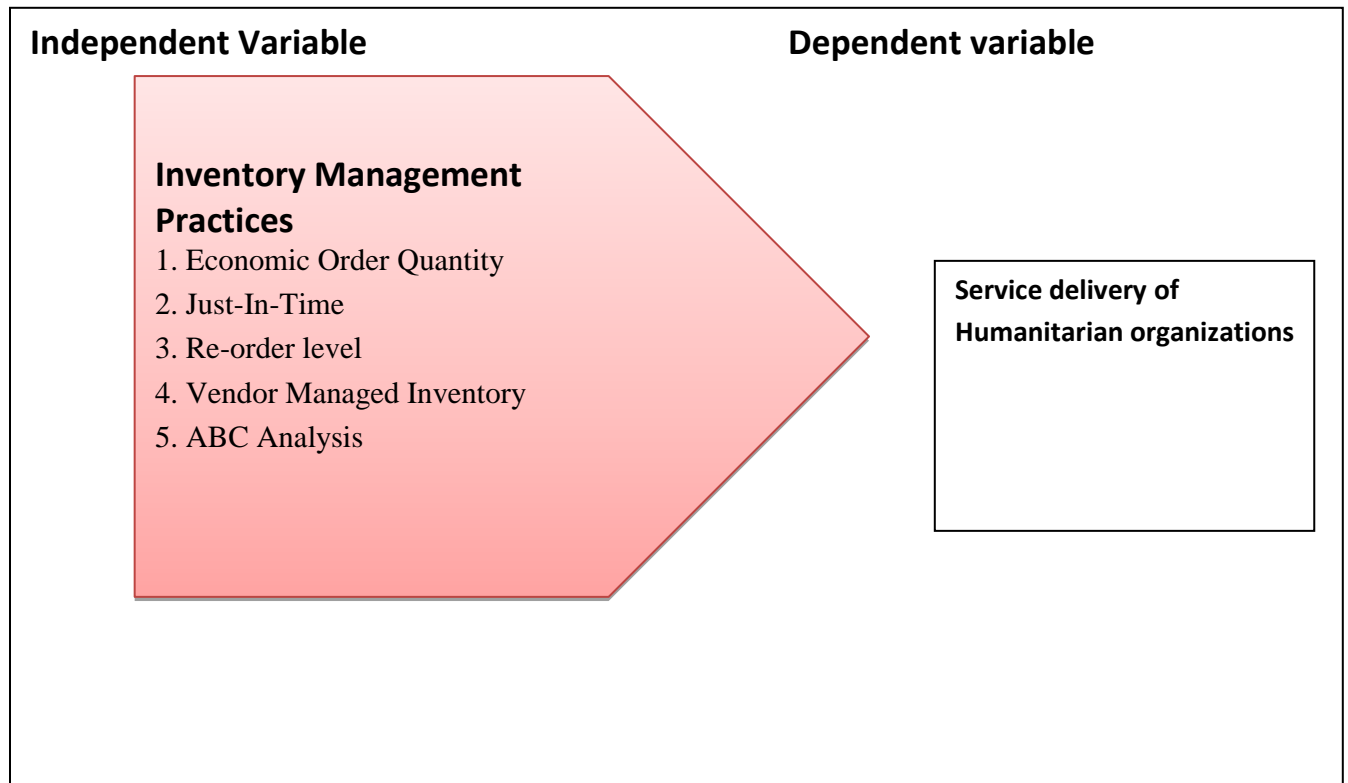 Independent Variable
Dependent variable
Inventory Management
Practices
1. Economic Order Quantity
2. Just-In-Time
3. Re-order level
4. Vendor Managed Inventory
5. ABC Analysis
Service delivery of
Humanitarian organizations